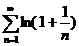 ∑_{n=1}^{∞} ln(1+1/n)